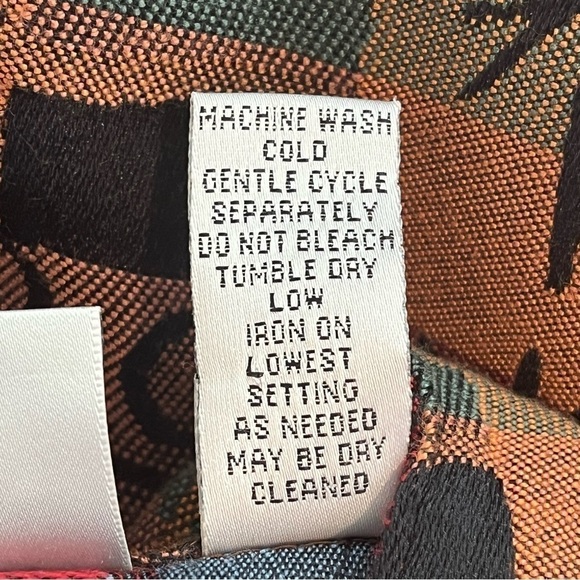 MACHINE WASH
COLD
GENTLE CYCLE
SEPARATELY
DO NOT BLEACH
TUMBLE DRY
LOW
IRON ON
LOWEST
SETTING
AS NEEDED
MAY BE DRY
CLEANED